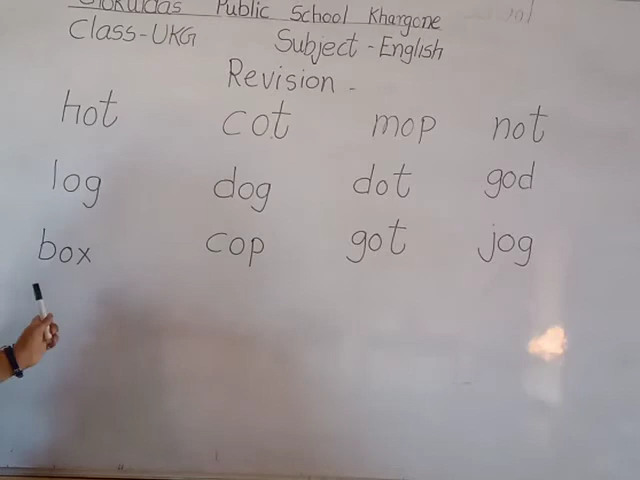 Public School Khargone
Class-UKG Subject-English
Revision -
hot cot mop not
log dog dot god
box cop got jog